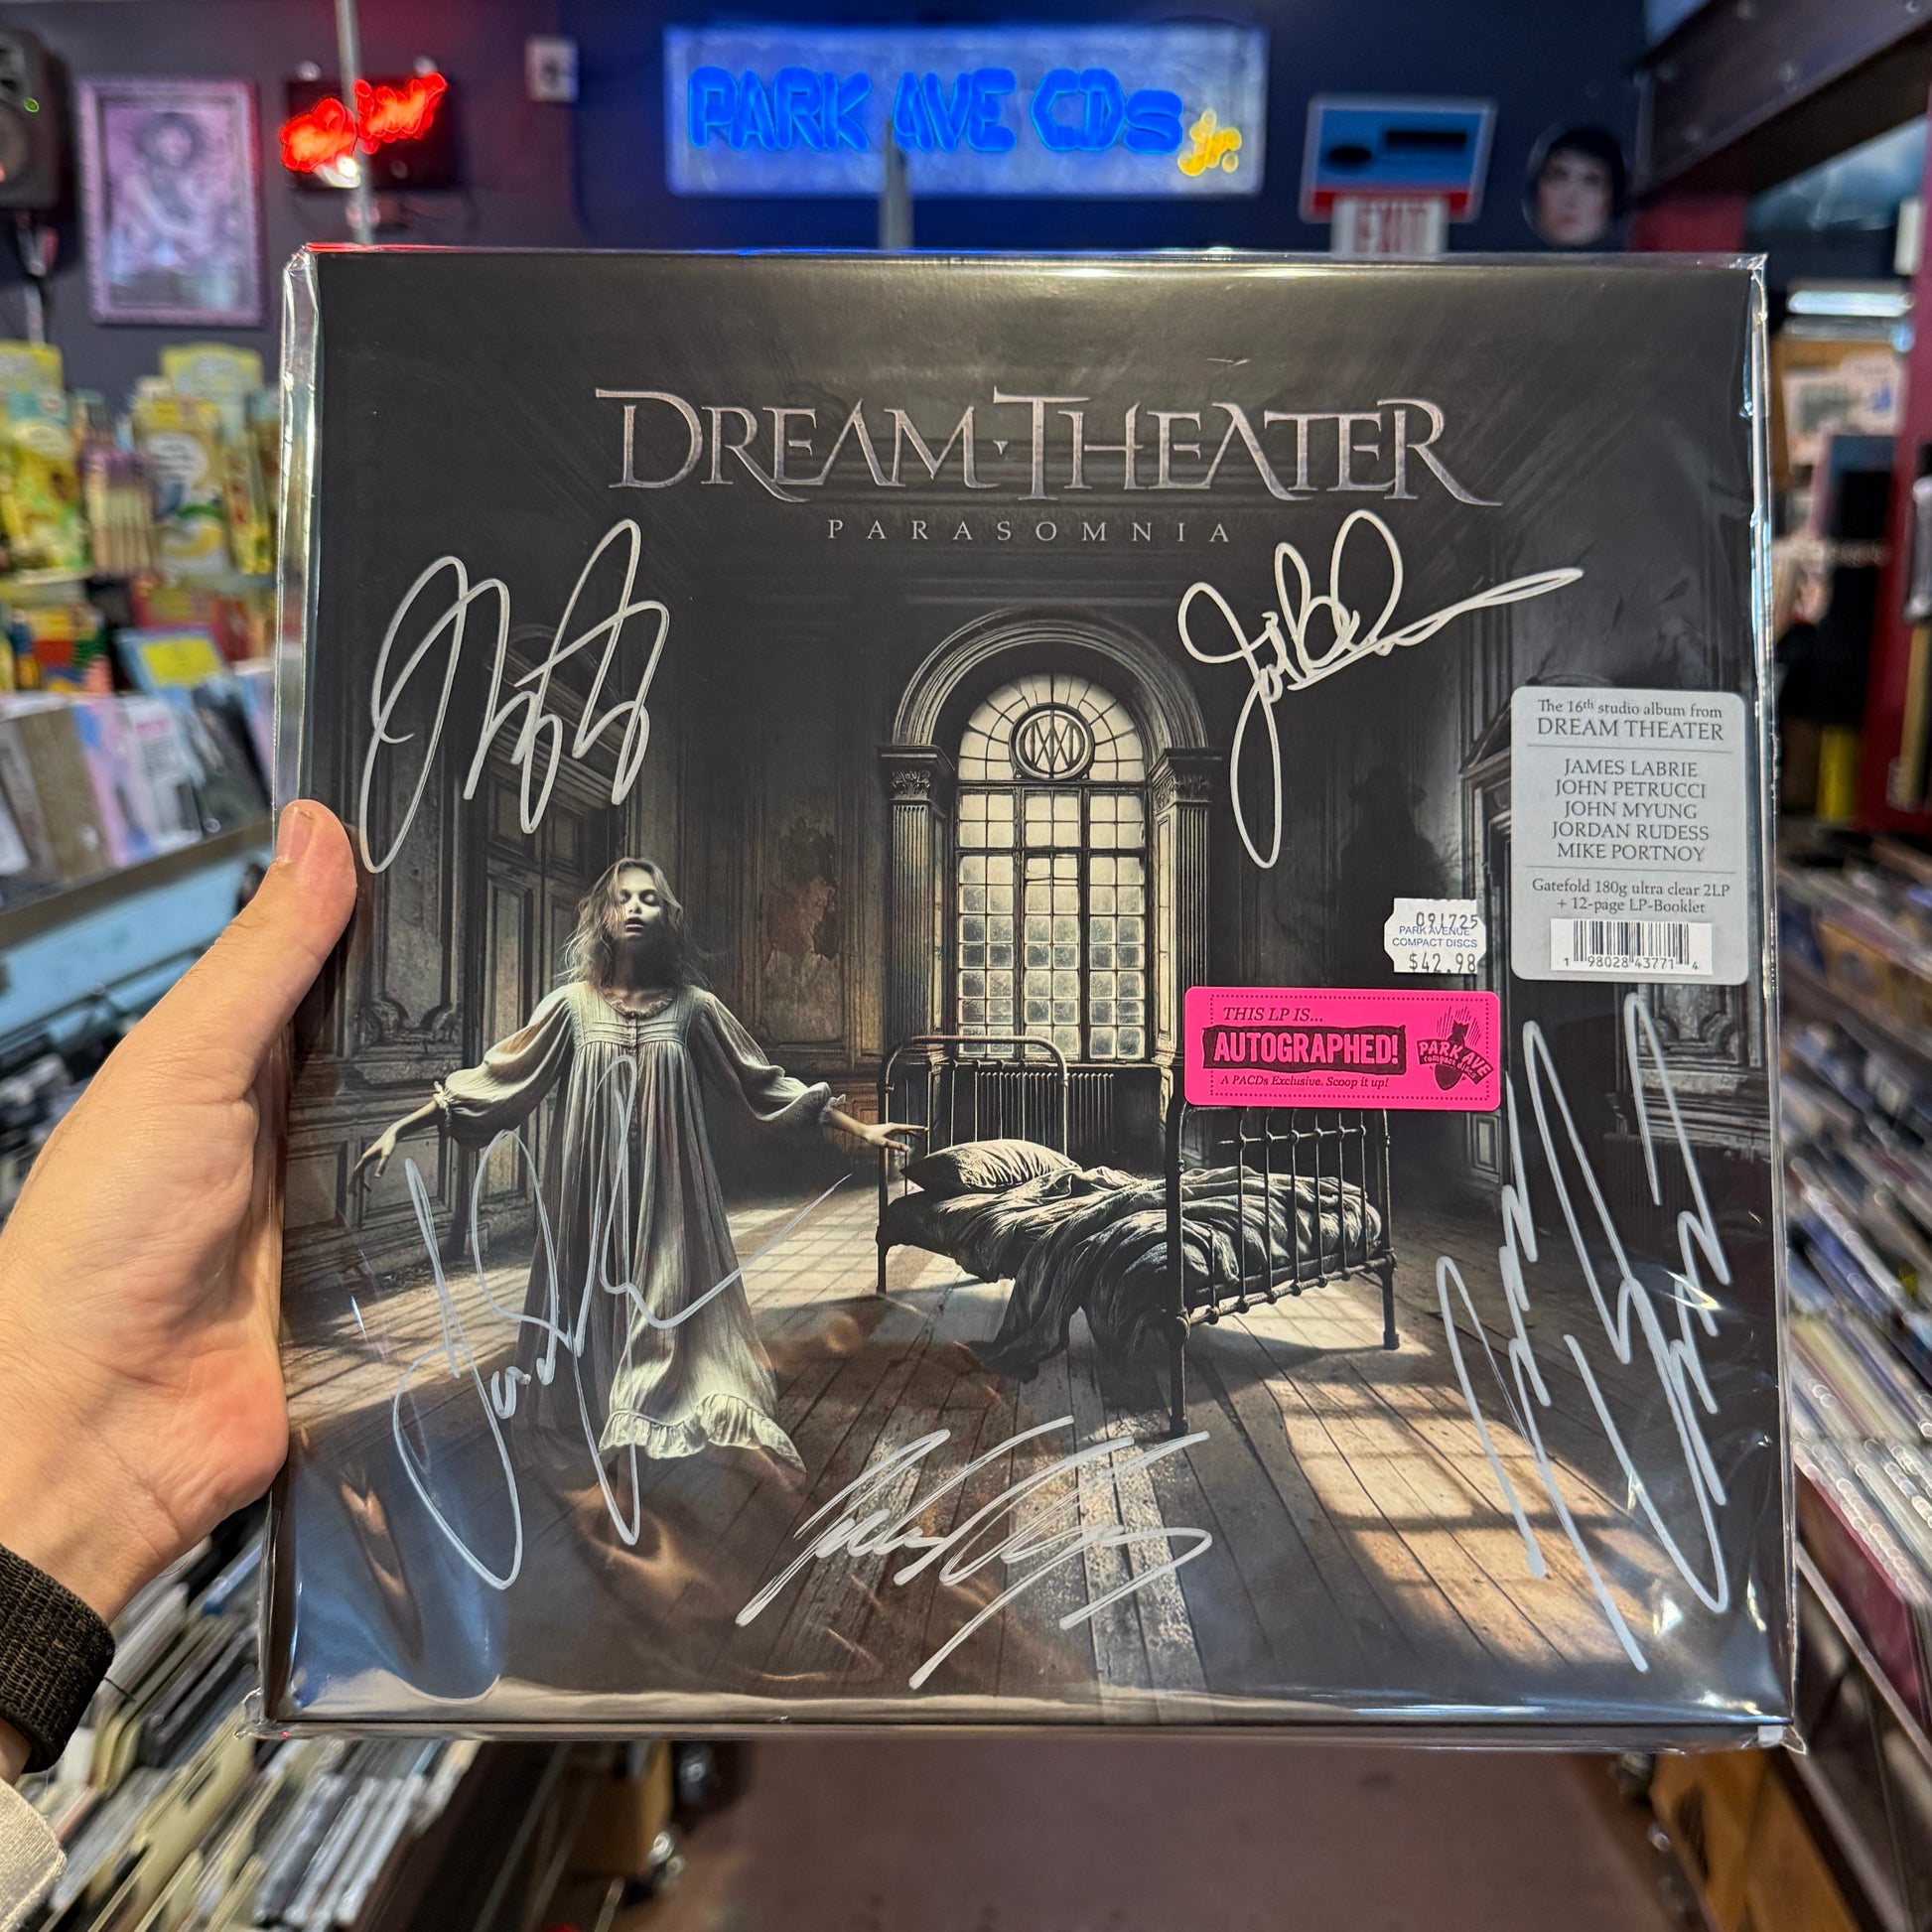 PARK AVE CDs Jr.
EXIT
DREAM THEATER
PARASOMNIA
The 16th studio album from
DREAM THEATER
JAMES LABRIE
JOHN PETRUCCI
JOHN MYUNG
JORDAN RUDESS
MIKE PORTNOY
Gatefold 180g ultra clear 2LP
+ 12-page LP-Booklet
1 98028 43771 4
091725
PARK AVENUE
COMPACT DISCS
$42.98
THIS LP IS...
AUTOGRAPHED!
A PACDs Exclusive. Scoop it up!
PARK AVE
compact discs